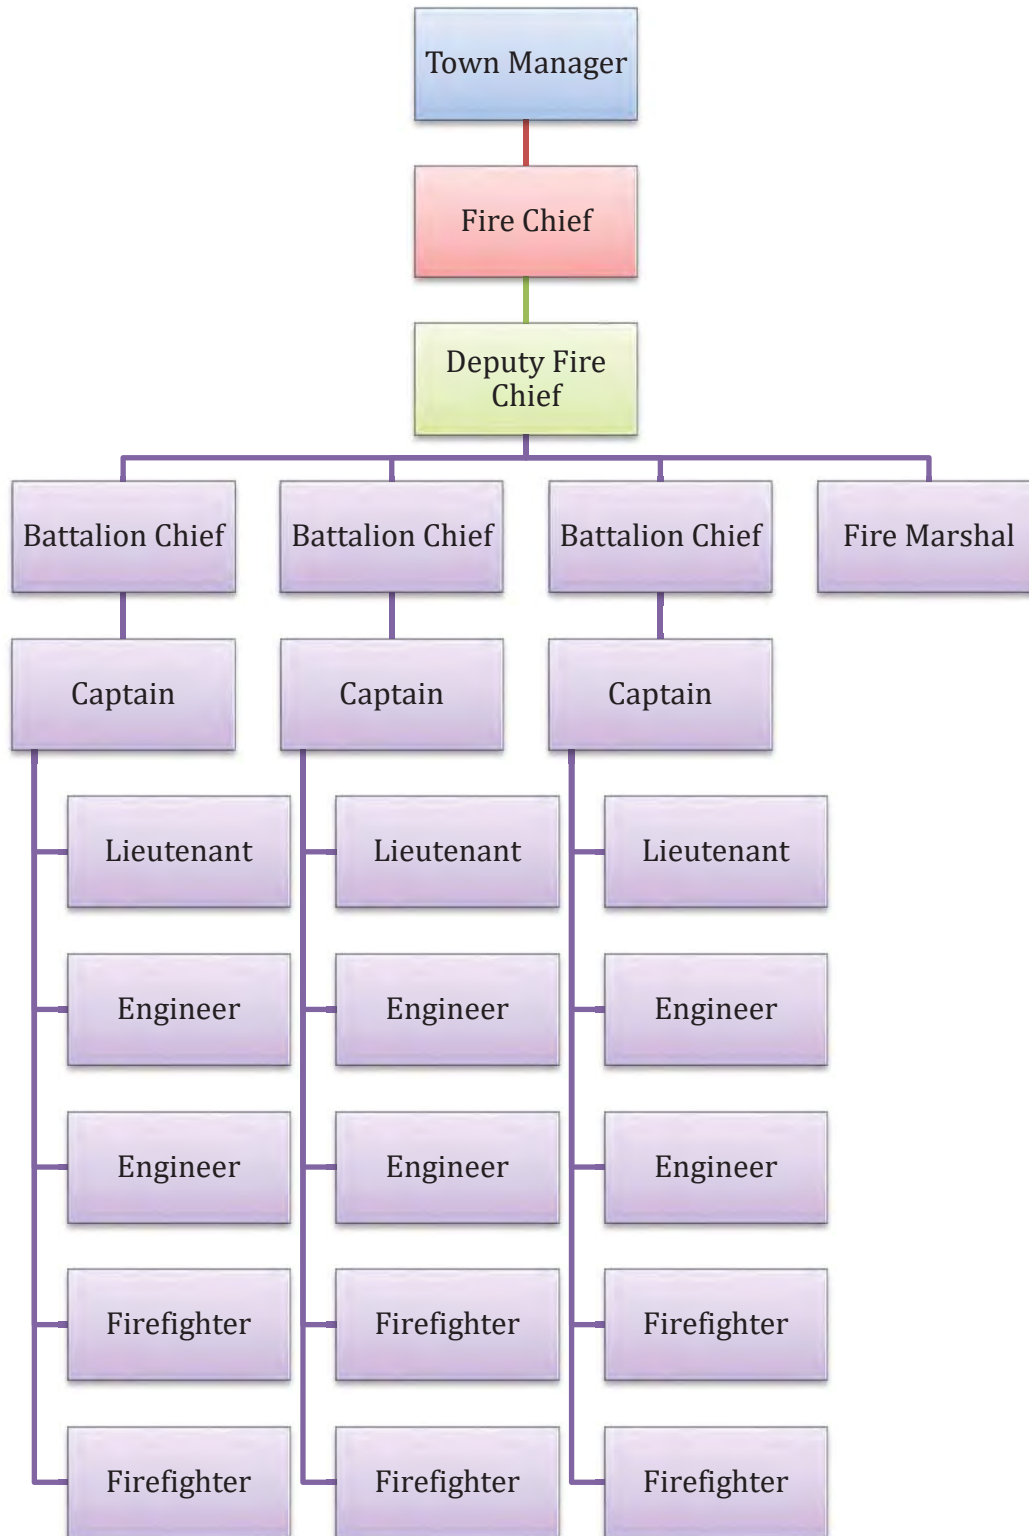 Town Manager
Fire Chief
Deputy Fire
Chief
Battalion Chief
Battalion Chief
Battalion Chief
Fire Marshal
Captain
Captain
Captain
Lieutenant
Lieutenant
Lieutenant
Engineer
Engineer
Engineer
Engineer
Engineer
Engineer
Firefighter
Firefighter
Firefighter
Firefighter
Firefighter
Firefighter